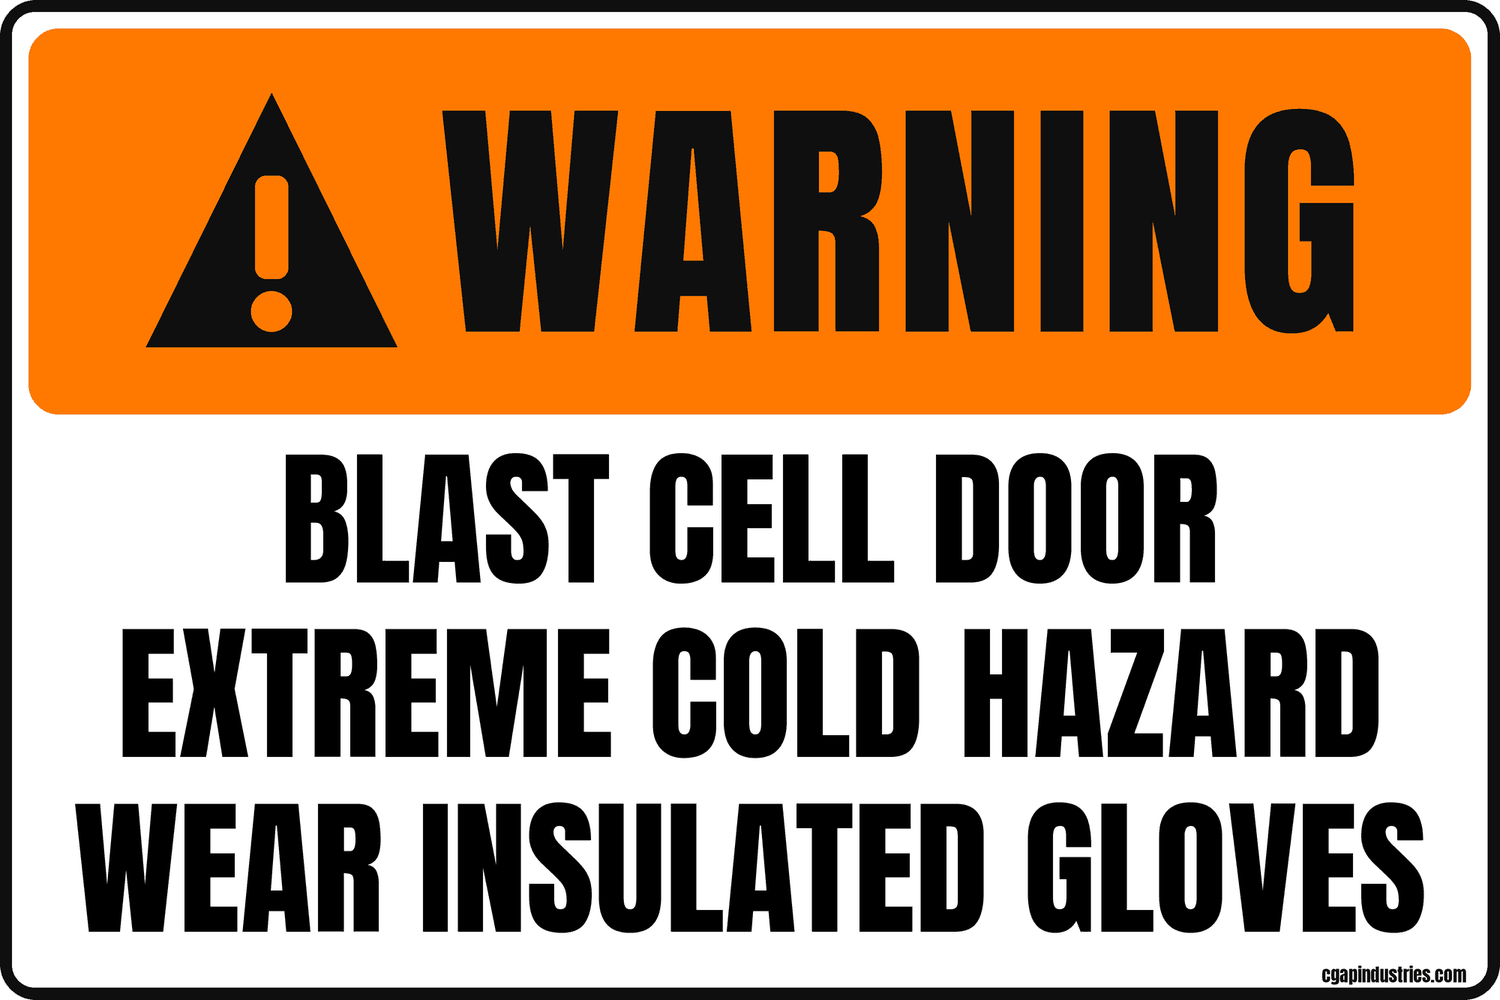 WARNING
BLAST CELL DOOR
EXTREME COLD HAZARD
WEAR INSULATED GLOVES
cgapindustries.com